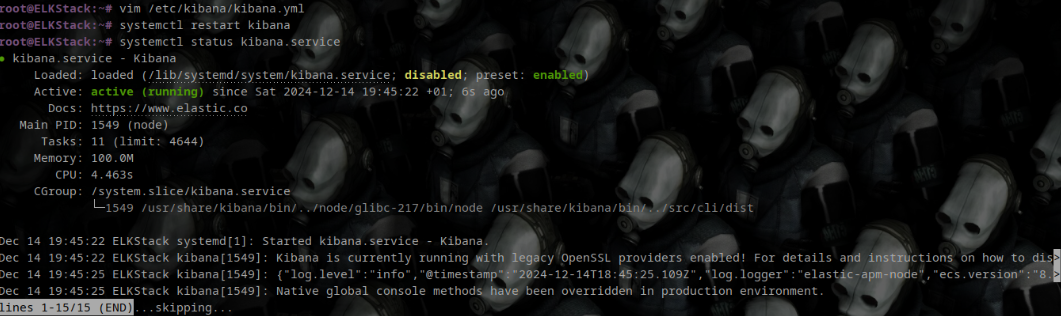 root@ELKStack:~# vim /etc/kibana/kibana.yml
root@ELKStack:~# systemctl restart kibana
root@ELKStack:~# systemctl status kibana.service
● kibana.service - Kibana
Loaded: loaded (/lib/systemd/system/kibana.service; disabled; preset: enabled)
Active: active (running) since Sat 2024-12-14 19:45:22 +01; 6s ago
Docs: https://www.elastic.co
Main PID: 1549 (node)
Tasks: 11 (limit: 4644)
Memory: 100.0M
CPU: 4.463s
CGroup: /system.slice/kibana.service
└─1549 /usr/share/kibana/bin/../node/glibc-217/bin/node /usr/share/kibana/bin/../src/cli/dist
Dec 14 19:45:22 ELKStack systemd[1]: Started kibana.service - Kibana.
Dec 14 19:45:22 ELKStack kibana[1549]: Kibana is currently running with legacy OpenSSL providers enabled! For details and instructions on how to dis>
Dec 14 19:45:25 ELKStack kibana[1549]: {"log.level":"info","@timestamp":"2024-12-14T18:45:25.109Z","log.logger":"elastic-apm-node","ecs.version":"8.>
Dec 14 19:45:25 ELKStack kibana[1549]: Native global console methods have been overridden in production environment.
lines 1-15/15 (END)...skipping...